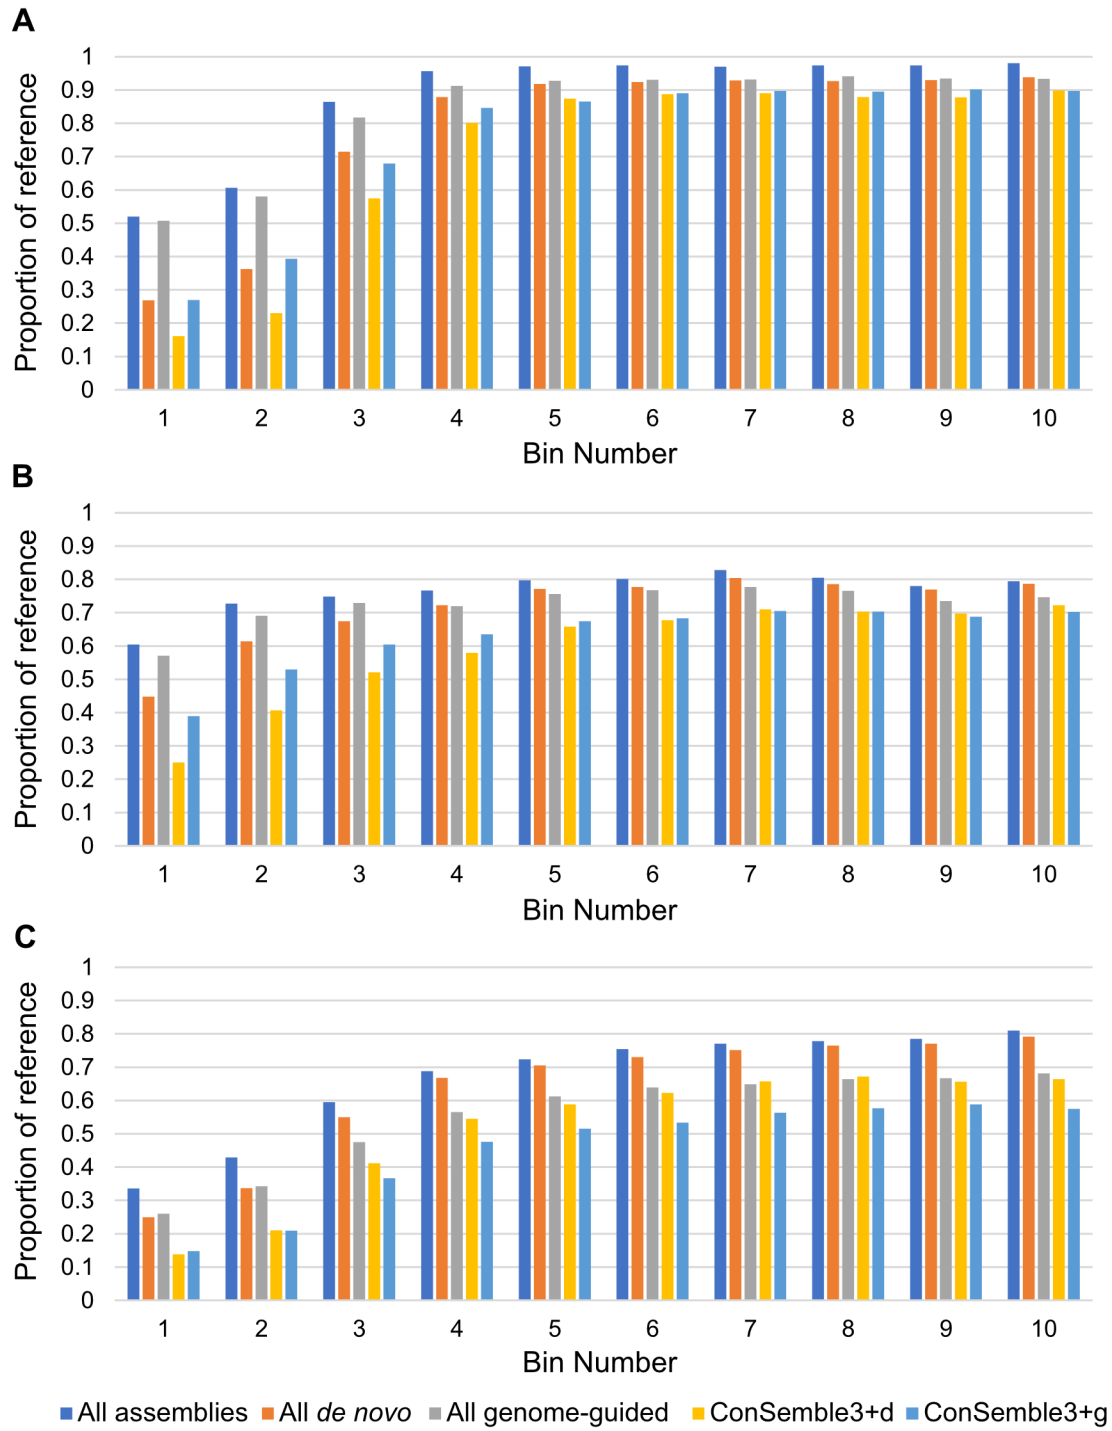 A
Proportion of reference
1
0.9
0.8
0.7
0.6
0.5
0.4
0.3
0.2
0.1
0
1 2 3 4 5 6 7 8 9 10
Bin Number
B
Proportion of reference
1
0.9
0.8
0.7
0.6
0.5
0.4
0.3
0.2
0.1
0
1 2 3 4 5 6 7 8 9 10
Bin Number
C
Proportion of reference
1
0.9
0.8
0.7
0.6
0.5
0.4
0.3
0.2
0.1
0
1 2 3 4 5 6 7 8 9 10
Bin Number
All assemblies All de novo All genome-guided ConSemble3+d ConSemble3+g